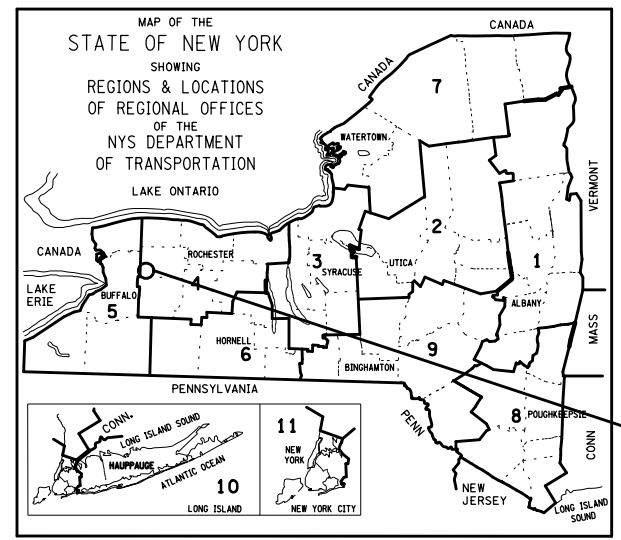 MAP OF THE
STATE OF NEW YORK
SHOWING
REGIONS & LOCATIONS
OF REGIONAL OFFICES
OF THE
NYS DEPARTMENT
OF TRANSPORTATION
CANADA
CANADA
7
WATERTOWN
LAKE ONTARIO
VERMONT
2
CANADA
ROCHESTER
3
SYRACUSE
UTICA
1
LAKE
ERIE
BUFFALO
5
4
ALBANY
MASS
HORNELL
6
9
BINGHAMTON
PENNSYLVANIA
PENN
8
POUGHKEEPSIE
CONN
NEW
JERSEY
LONG ISLAND
SOUND
CONN.
LONG ISLAND SOUND
HAUPPAUGE
ATLANTIC OCEAN
10
LONG ISLAND
11
NEW
YORK
NEW YORK CITY